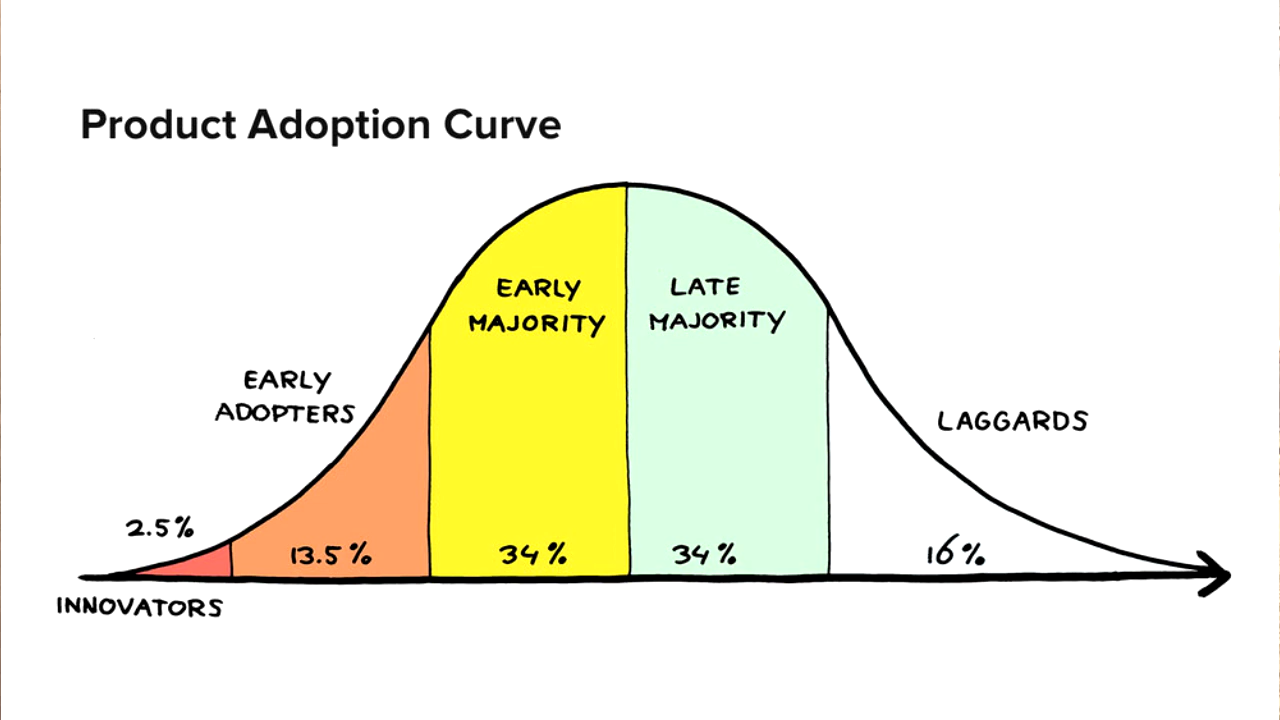 Product Adoption Curve
EARLY
MAJORITY
LATE
MAJORITY
EARLY
ADOPTERS
LAGGARDS
2.5%
13.5%
34%
34%
16%
INNOVATORS